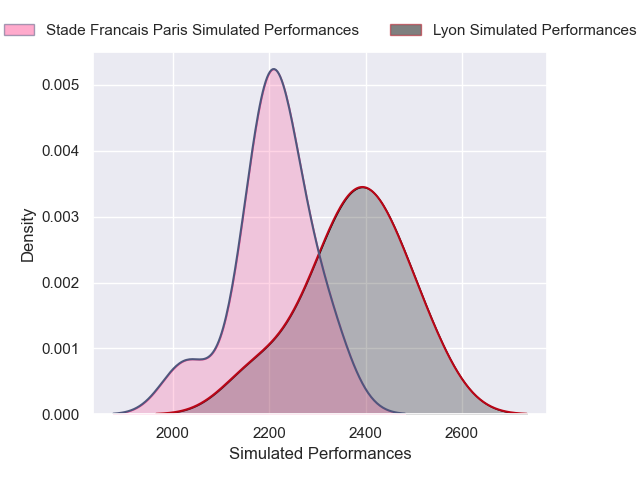 Stade Francais Paris Simulated Performances Lyon Simulated Performances
0.005
0.004
0.003
0.002
0.001
0.000
Density
2000 2200 2400 2600
Simulated Performances